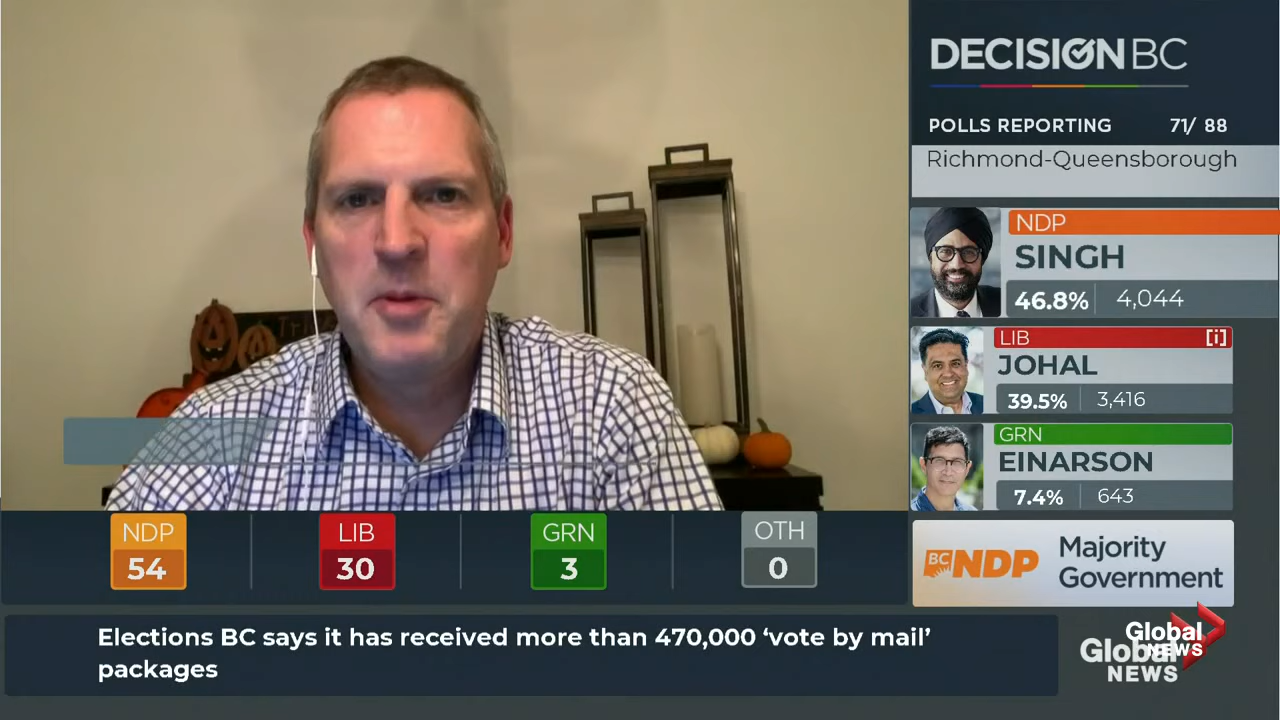 DECISION BC
POLLS REPORTING 71/ 88
Richmond-Queensborough
NDP
SINGH
46.8% 4,044
LIB [i]
JOHAL
39.5% 3,416
GRN
EINARSON
7.4% 643
BC NDP Majority
Government
NDP LIB GRN OTH
54 30 3 0
Elections BC says it has received more than 470,000 ‘vote by mail’
packages
Global
NEWS
Global
NEWS